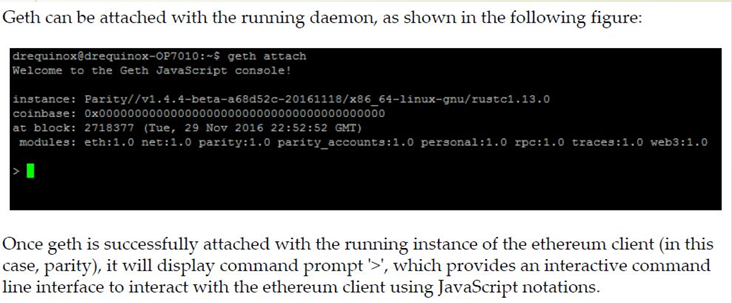 Geth can be attached with the running daemon, as shown in the following figure:
drequinox@drequinox-OP7010:~$ geth attach
Welcome to the Geth JavaScript console!
instance: Parity//v1.4.4-beta-a68d52c-20161118/x86_64-linux-gnu/rustc1.13.0
coinbase: 0x0000000000000000000000000000000000000000
at block: 2718377 (Tue, 29 Nov 2016 22:52:52 GMT)
modules: eth:1.0 net:1.0 parity:1.0 parity_accounts:1.0 personal:1.0 rpc:1.0 traces:1.0 web3:1.0
>
Once geth is successfully attached with the running instance of the ethereum client (in this
case, parity), it will display command prompt '>', which provides an interactive command
line interface to interact with the ethereum client using JavaScript notations.